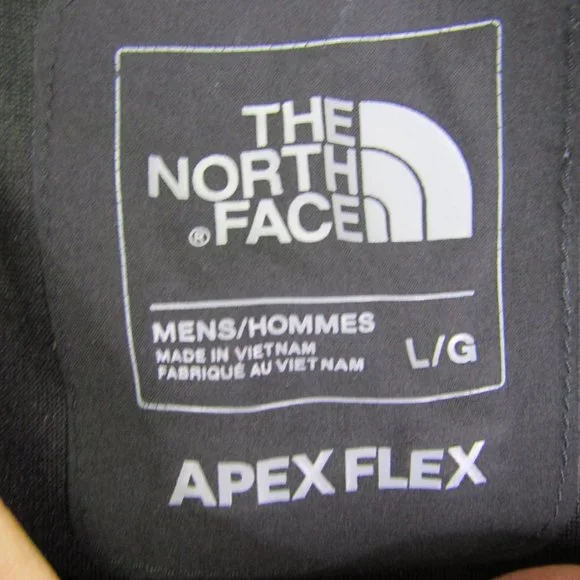 THE
NORTH
® FACE
MENS/HOMMES
MADE IN VIETNAM
FABRIQUÉ AU VIETNAM
L/G
APEX FLEX